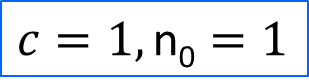 c = 1, n₀ = 1